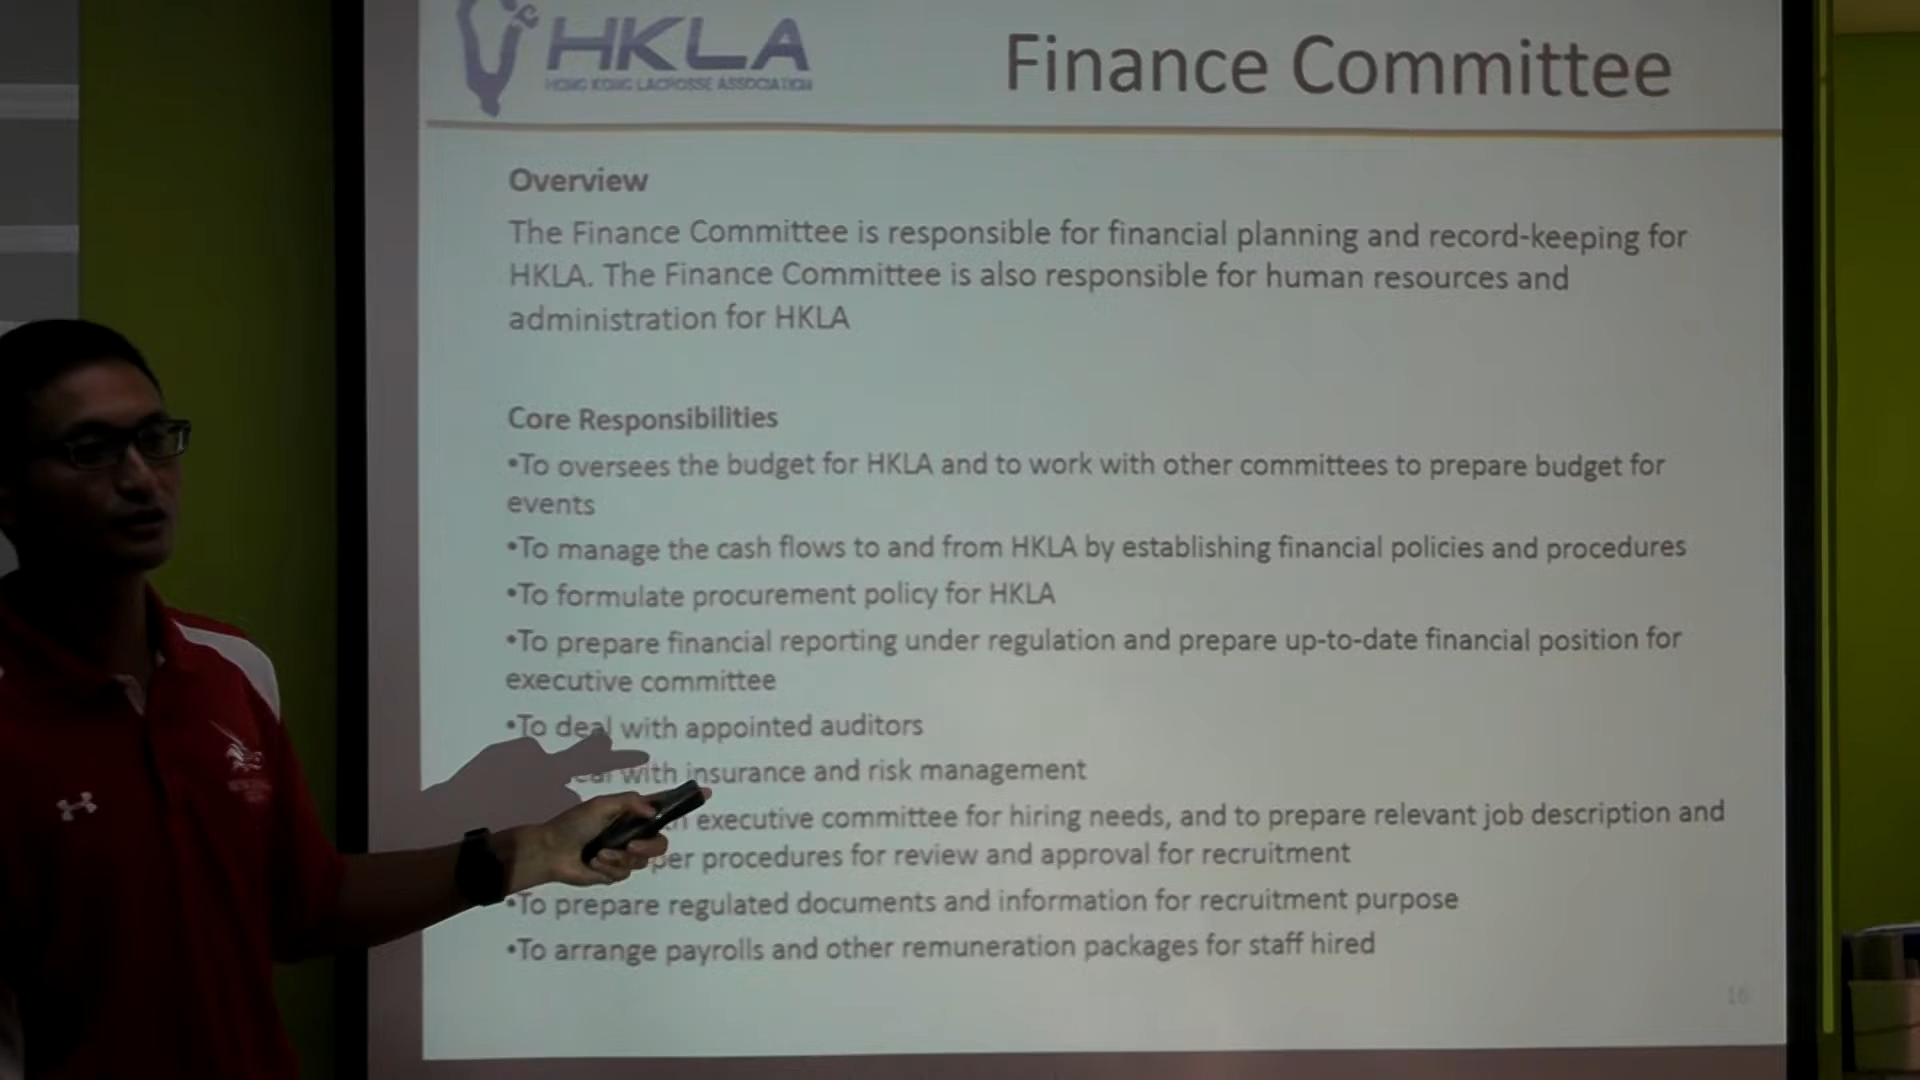 HKLA
HONG KONG LACROSSE ASSOCIATION
Finance Committee
Overview
The Finance Committee is responsible for financial planning and record-keeping for
HKLA. The Finance Committee is also responsible for human resources and
administration for HKLA
Core Responsibilities
•To oversees the budget for HKLA and to work with other committees to prepare budget for
events
•To manage the cash flows to and from HKLA by establishing financial policies and procedures
•To formulate procurement policy for HKLA
•To prepare financial reporting under regulation and prepare up-to-date financial position for
executive committee
•To deal with appointed auditors
with insurance and risk management
executive committee for hiring needs, and to prepare relevant job description and
procedures for review and approval for recruitment
•To prepare regulated documents and information for recruitment purpose
•To arrange payrolls and other remuneration packages for staff hired
16